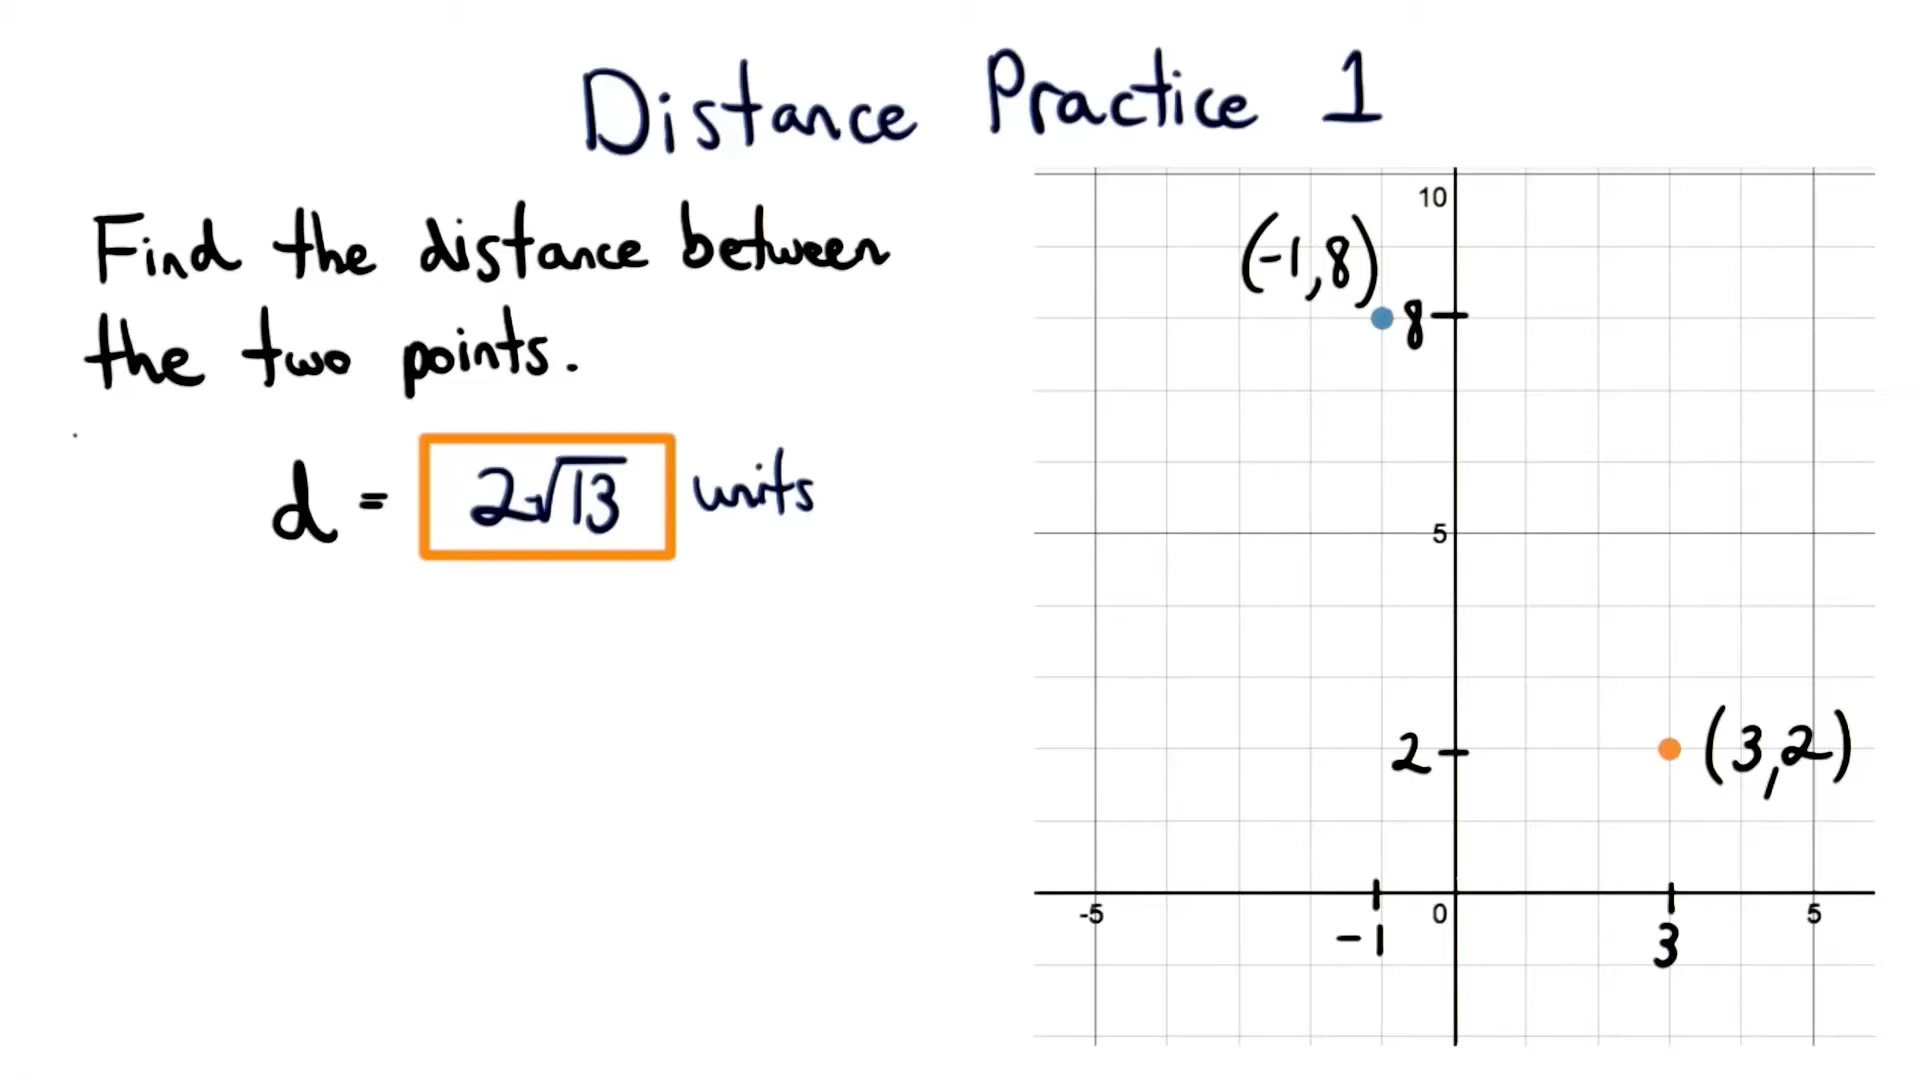 Distance Practice 1
Find the distance between
the two points.
d = 2√13 units
10
(-1,8)
8
5
2
(3,2)
-5
0
5
-1
3